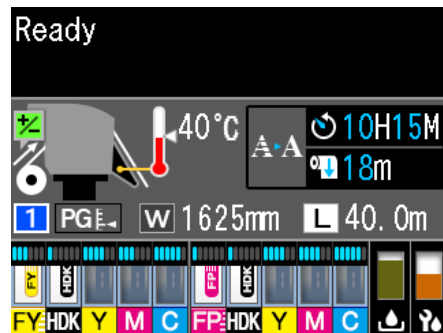 Ready
40°C
A▸A
10H15M
18m
1 PG W 1625mm L 40.0m
FY HDK FP HDK
FY HDK Y M C FP HDK Y M C